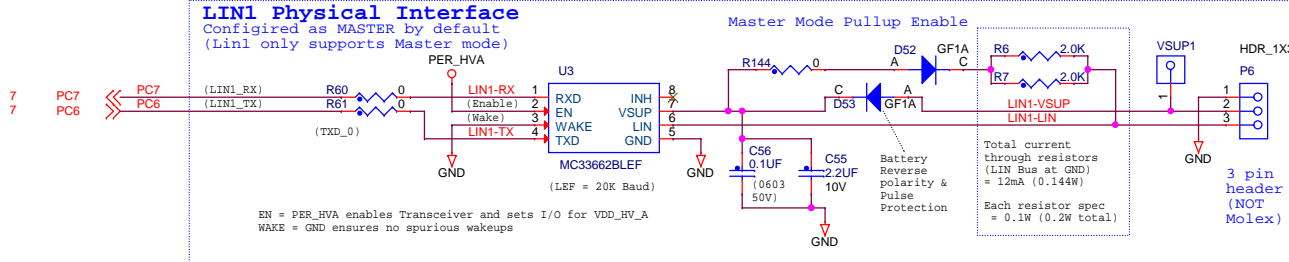 LIN1 Physical Interface
Configired as MASTER by default
(Lin1 only supports Master mode)
Master Mode Pullup Enable
PER_HVA
7 PC7 PC7 (LIN1_RX) R60 0 LIN1-RX
7 PC6 PC6 (LIN1_TX) R61 0 (Enable)
(Wake)
LIN1-TX
(TXD_0)
GND
U3
1 RXD INH 8
2 EN VSUP 7
3 WAKE LIN 6
4 TXD GND 5
MC33662BLEF
(LEF = 20K Baud)
GND
R144 0
D52 GF1A
A C
C A
D53 GF1A
R6 2.0K
R7 2.0K
VSUP1
1
HDR_1X3
P6
1
2
3
LIN1-VSUP
LIN1-LIN
GND
C56
0.1UF
(0603
50V)
C55
2.2UF
10V
GND
Battery
Reverse
polarity &
Pulse
Protection
Total current
through resistors
(LIN Bus at GND)
= 12mA (0.144W)
Each resistor spec
= 0.1W (0.2W total)
3 pin
header
(NOT
Molex)
EN = PER_HVA enables Transceiver and sets I/O for VDD_HV_A
WAKE = GND ensures no spurious wakeups